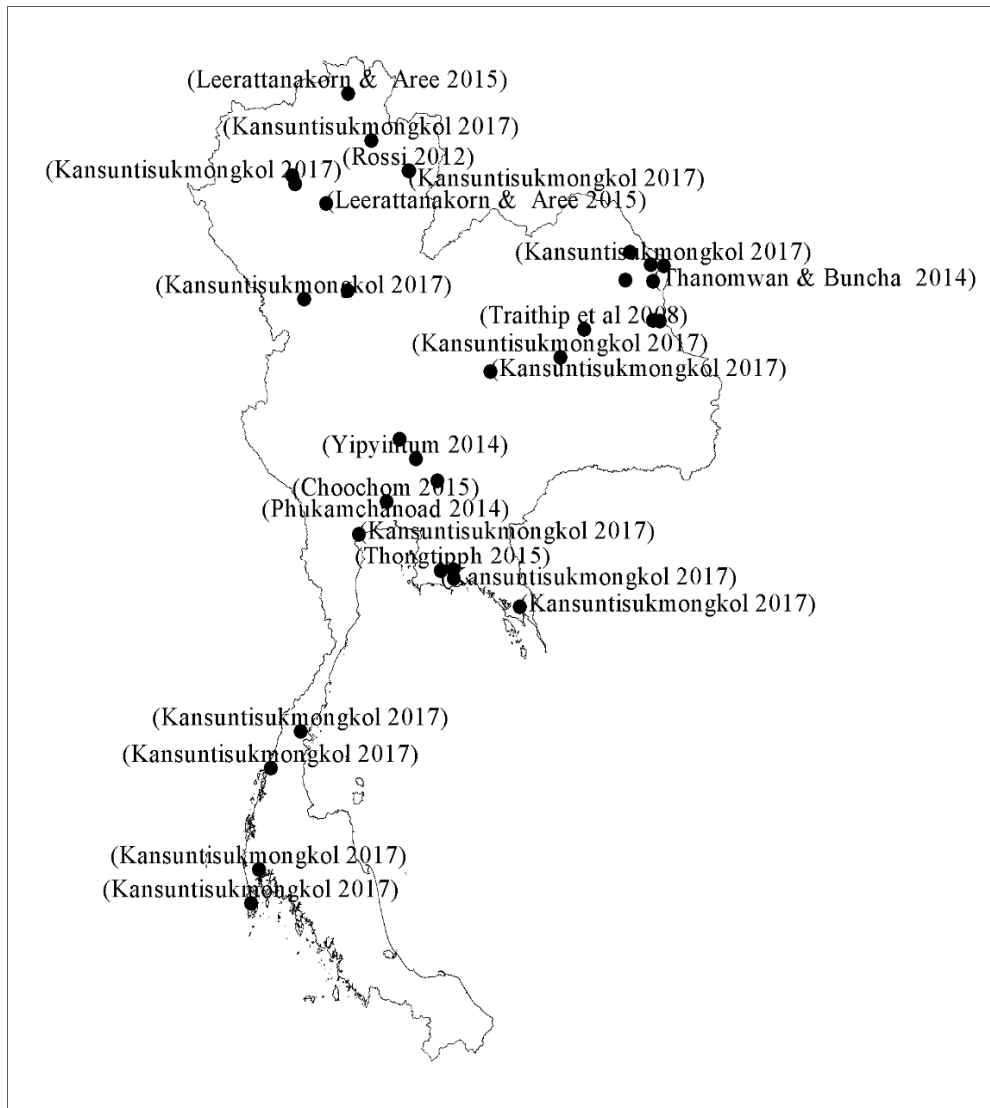 (Leerattanakorn & Aree 2015)
(Kansuntisukmongkol 2017)
(Rossi 2012)
(Kansuntisukmongkol 2017)
(Kansuntisukmongkol 2017)
(Leerattanakorn & Aree 2015)
(Kansuntisukmongkol 2017)
Thanomwan & Buncha 2014)
(Kansuntisukmongkol 2017)
(Traithip et al 2008)
(Kansuntisukmongkol 2017)
(Kansuntisukmongkol 2017)
(Yipyintum 2014)
(Choochom 2015)
(Phukamchanoad 2014)
(Kansuntisukmongkol 2017)
(Thongtipph 2015)
(Kansuntisukmongkol 2017)
(Kansuntisukmongkol 2017)
(Kansuntisukmongkol 2017)
(Kansuntisukmongkol 2017)
(Kansuntisukmongkol 2017)
(Kansuntisukmongkol 2017)